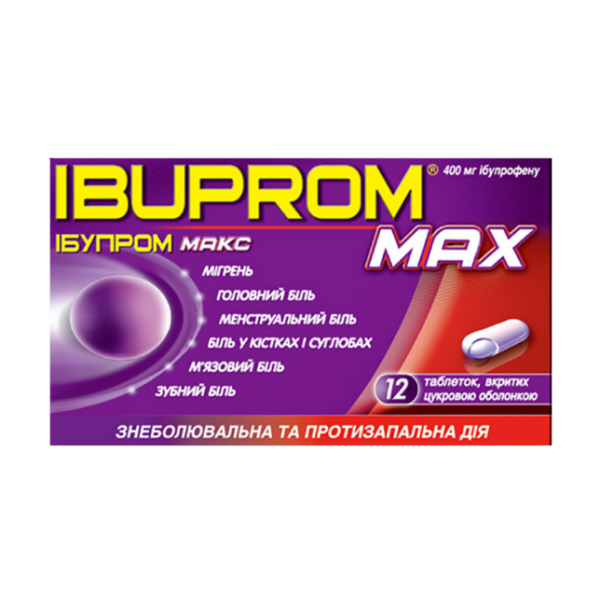 IBUPROM® 400 мг ібупрофену
ІБУПРОМ МАКС
MAX
МІГРЕНЬ
ГОЛОВНИЙ БІЛЬ
МЕНСТРУАЛЬНИЙ БІЛЬ
БІЛЬ У КІСТКАХ І СУГЛОБАХ
М'ЯЗОВИЙ БІЛЬ
ЗУБНИЙ БІЛЬ
12 таблеток, вкритих
цукровою оболонкою
ЗНЕБОЛЮВАЛЬНА ТА ПРОТИЗАПАЛЬНА ДІЯ